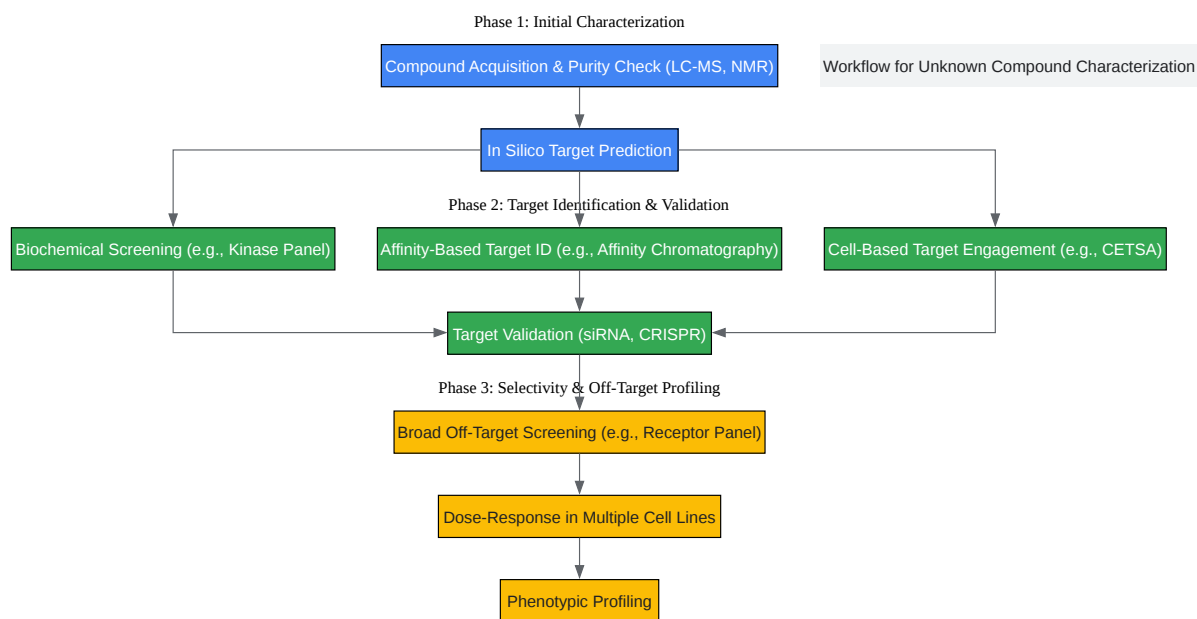 Phase 1: Initial Characterization
Compound Acquisition & Purity Check (LC-MS, NMR)
Workflow for Unknown Compound Characterization
In Silico Target Prediction
Phase 2: Target Identification & Validation
Biochemical Screening (e.g., Kinase Panel)
Affinity-Based Target ID (e.g., Affinity Chromatography)
Cell-Based Target Engagement (e.g., CETSA)
Target Validation (siRNA, CRISPR)
Phase 3: Selectivity & Off-Target Profiling
Broad Off-Target Screening (e.g., Receptor Panel)
Dose-Response in Multiple Cell Lines
Phenotypic Profiling